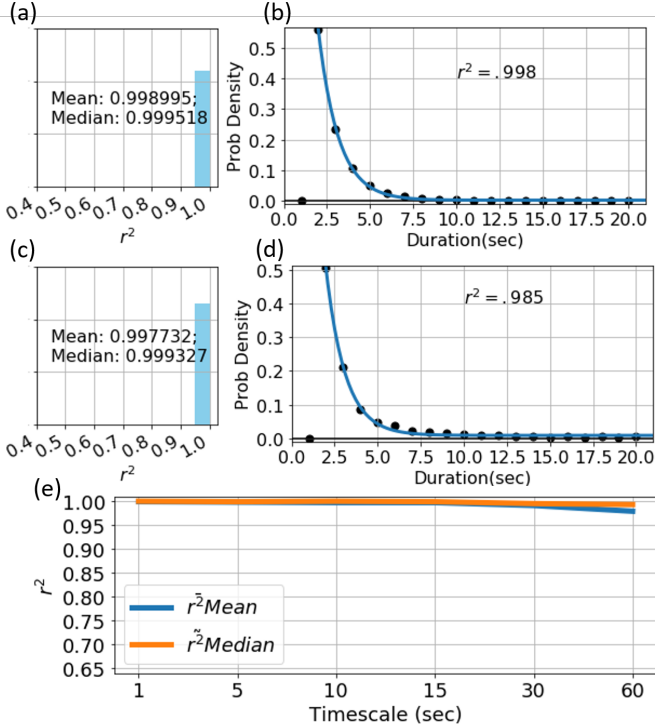 (a)
Mean: 0.998995;
Median: 0.999518
0.4 0.5 0.6 0.7 0.8 0.9 1.0
r²
(b)
0.5
0.4
0.3
0.2
0.1
0.0
Prob Density
r² = .998
0.0 2.5 5.0 7.5 10.0 12.5 15.0 17.5 20.0
Duration(sec)
(c)
Mean: 0.997732;
Median: 0.999327
0.4 0.5 0.6 0.7 0.8 0.9 1.0
r²
(d)
0.5
0.4
0.3
0.2
0.1
0.0
Prob Density
r² = .985
0.0 2.5 5.0 7.5 10.0 12.5 15.0 17.5 20.0
Duration(sec)
(e)
1.00
0.95
0.90
0.85
0.80
0.75
0.70
0.65
r²
r̄²Mean
r̃²Median
1 5 10 15 30 60
Timescale (sec)